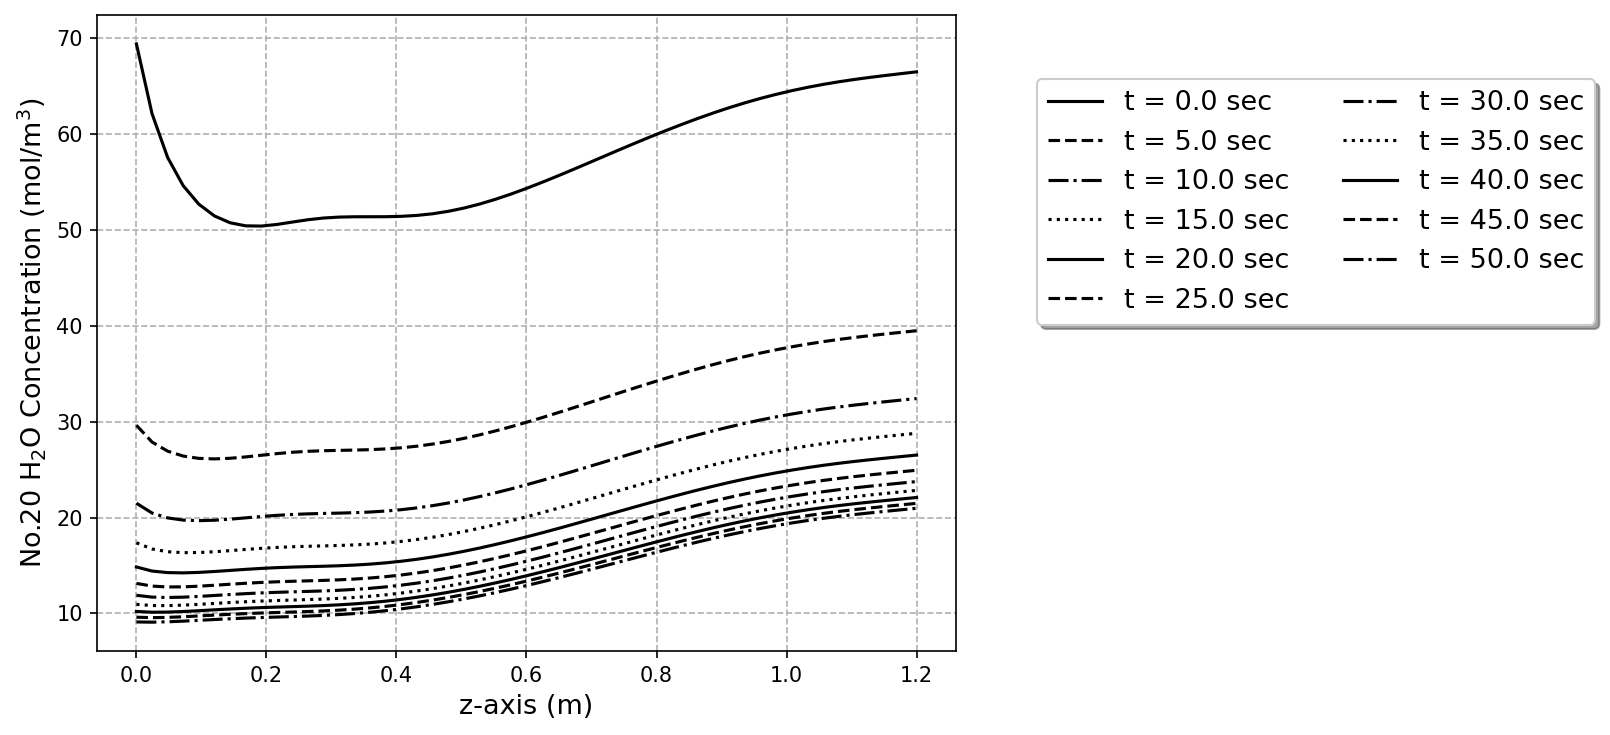 70
60
50
40
30
20
10
No.20 H₂O Concentration (mol/m³)
0.0 0.2 0.4 0.6 0.8 1.0 1.2
z-axis (m)
t = 0.0 sec
t = 5.0 sec
t = 10.0 sec
t = 15.0 sec
t = 20.0 sec
t = 25.0 sec
t = 30.0 sec
t = 35.0 sec
t = 40.0 sec
t = 45.0 sec
t = 50.0 sec